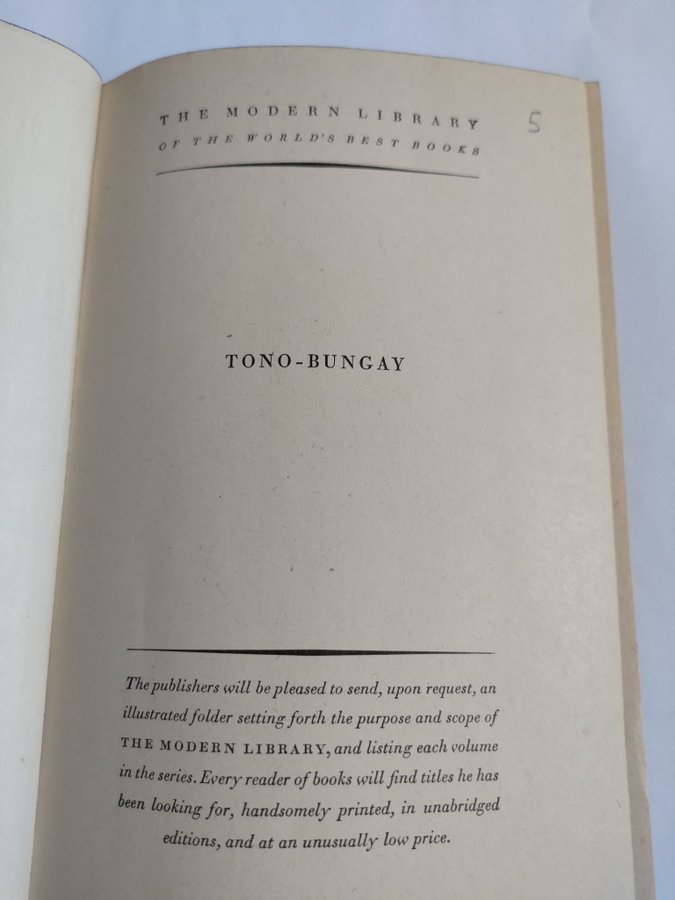 THE MODERN LIBRARY
OF THE WORLD'S BEST BOOKS
5
TONO-BUNGAY
The publishers will be pleased to send, upon request, an
illustrated folder setting forth the purpose and scope of
THE MODERN LIBRARY, and listing each volume
in the series. Every reader of books will find titles he has
been looking for, handsomely printed, in unabridged
editions, and at an unusually low price.